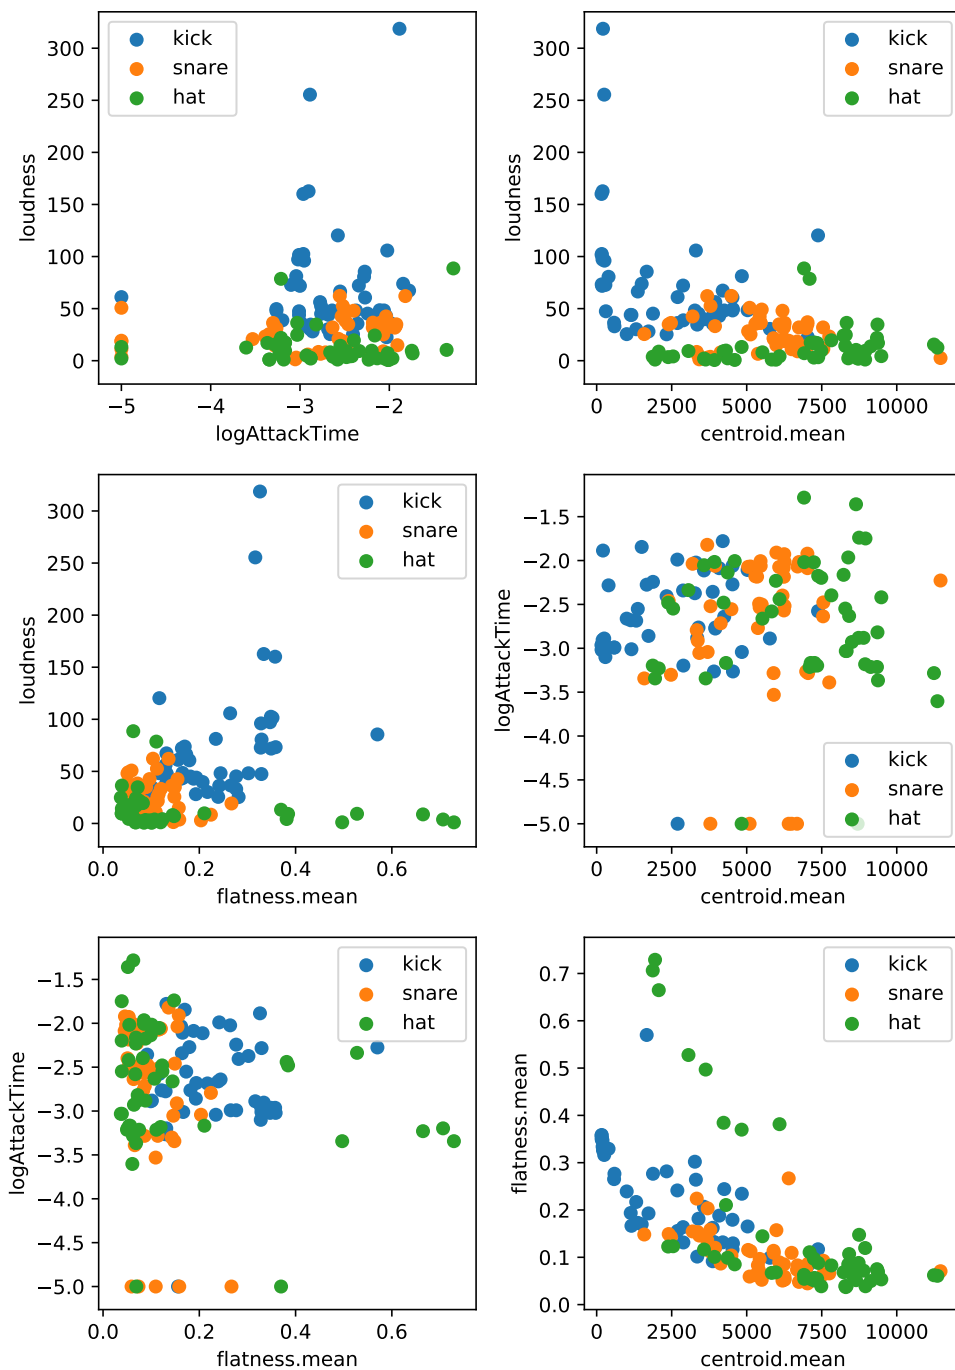 kick
snare
hat
300
250
200
150
100
50
0
loudness
−5 −4 −3 −2
logAttackTime
kick
snare
hat
300
250
200
150
100
50
0
loudness
0 2500 5000 7500 10000
centroid.mean
kick
snare
hat
300
250
200
150
100
50
0
loudness
0.0 0.2 0.4 0.6
flatness.mean
−1.5
−2.0
−2.5
−3.0
−3.5
−4.0
−4.5
−5.0
logAttackTime
kick
snare
hat
0 2500 5000 7500 10000
centroid.mean
kick
snare
hat
−1.5
−2.0
−2.5
−3.0
−3.5
−4.0
−4.5
−5.0
logAttackTime
0.0 0.2 0.4 0.6
flatness.mean
kick
snare
hat
0.7
0.6
0.5
0.4
0.3
0.2
0.1
0.0
flatness.mean
0 2500 5000 7500 10000
centroid.mean